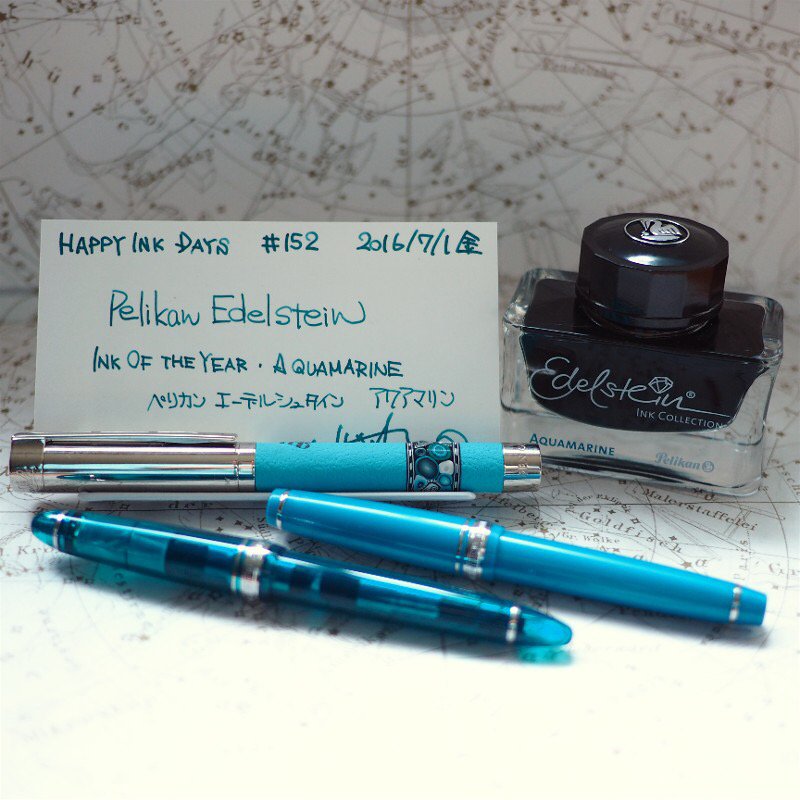 HAPPY INK DAYS #152 2016/7/1金
Pelikan Edelstein
INK OF THE YEAR・AQUAMARINE
ペリカン エーデルシュタイン アクアマリン
Edelstein®
INK COLLECTION
AQUAMARINE
Pelikan
Malerstaffelei
Goldfisch